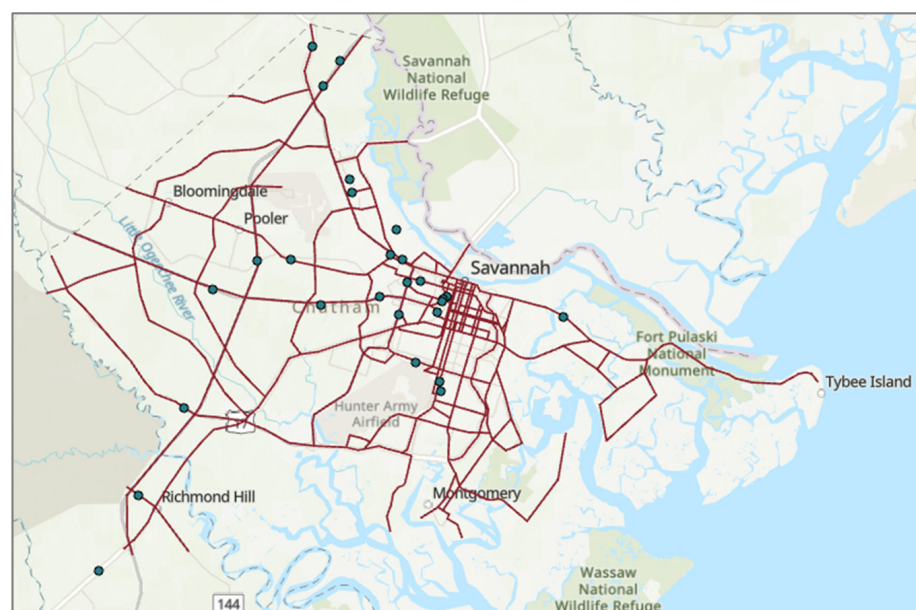 Savannah
National
Wildlife Refuge
Bloomingdale
Pooler
Little Ogeechee River
Savannah
Chatham
Fort Pulaski
National
Monument
Tybee Island
Hunter Army
Airfield
17
Richmond Hill
Montgomery
Wassaw
National
Wildlife Refuge
144